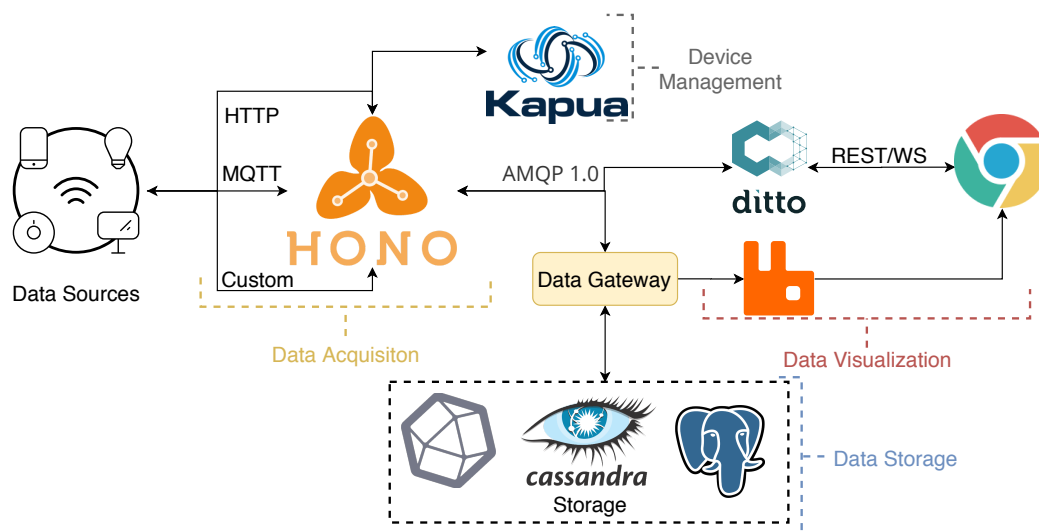 Device
Management
Kapua
HTTP
MQTT
AMQP 1.0
REST/WS
ditto
HONO
Custom
Data Gateway
Data Sources
Data Acquisiton
Data Visualization
cassandra
Storage
Data Storage